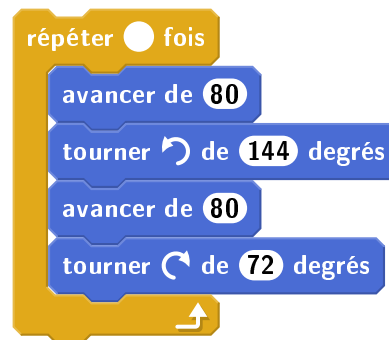 répéter fois
avancer de 80
tourner de 144 degrés
avancer de 80
tourner de 72 degrés